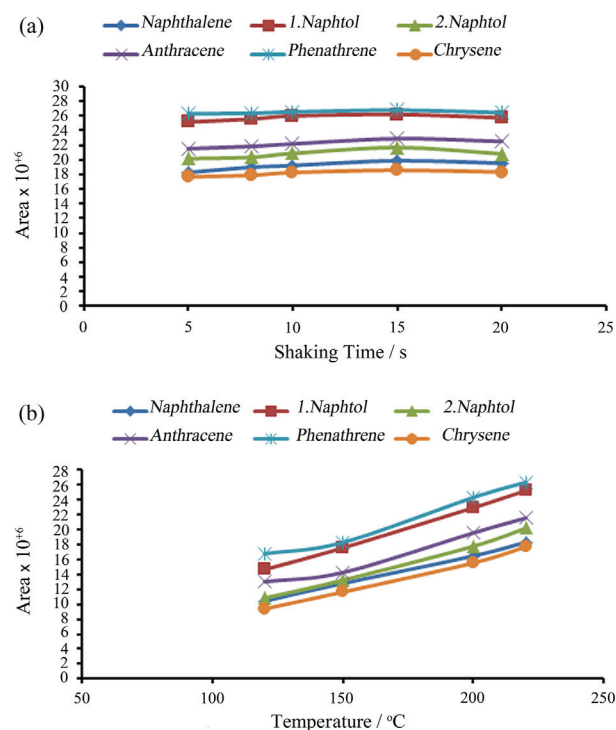 (a)
Naphthalene 1.Naphtol 2.Naphtol
Anthracene Phenathrene Chrysene
Area x 10+6
30
28
26
24
22
20
18
16
14
12
10
8
6
4
2
0
0 5 10 15 20 25
Shaking Time / s
(b)
Naphthalene 1.Naphtol 2.Naphtol
Anthracene Phenathrene Chrysene
Area x 10+6
28
26
24
22
20
18
16
14
12
10
8
6
4
2
0
50 100 150 200 250
Temperature / °C